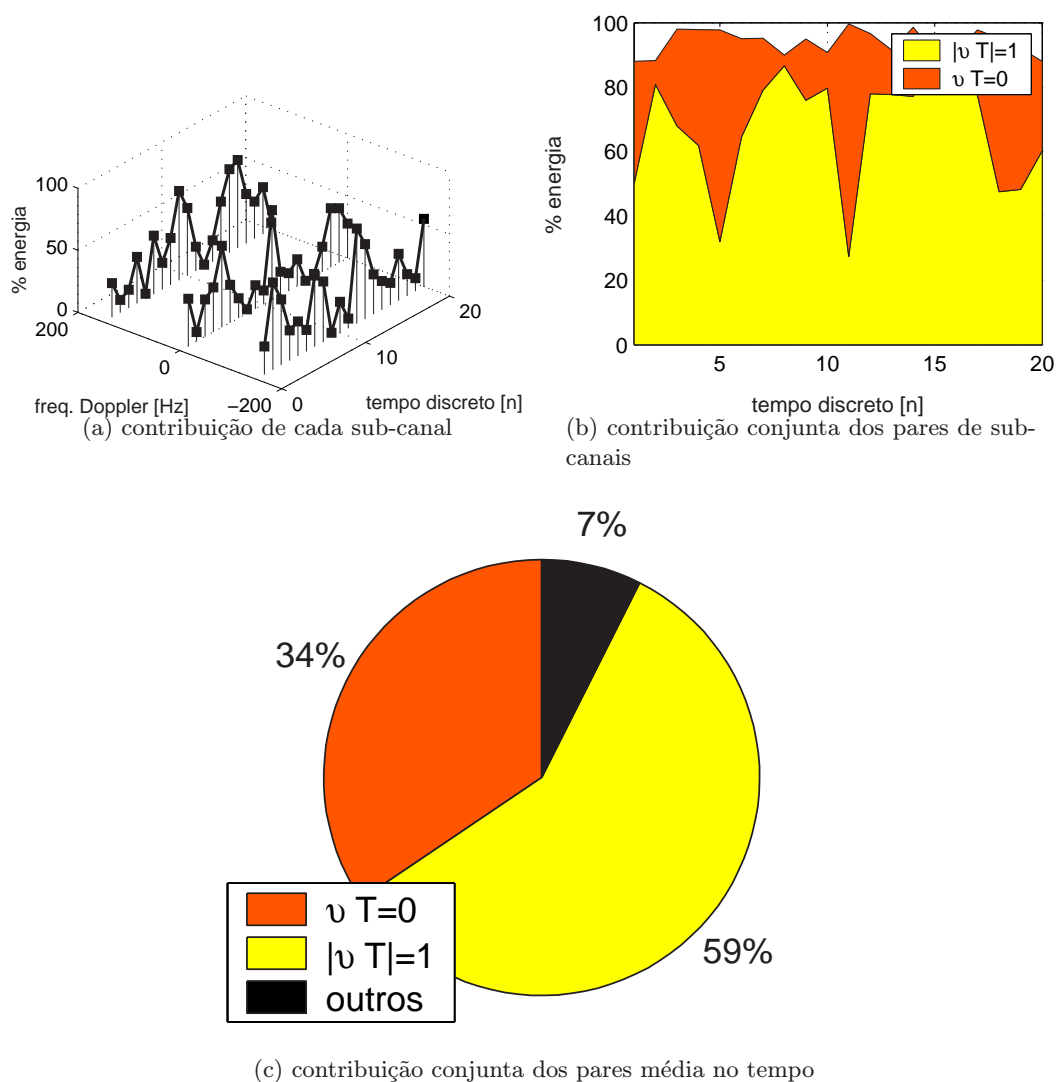 100
50
0
% energia
200
0
−200
freq. Doppler [Hz]
0
10
20
tempo discreto [n]
(a) contribuição de cada sub-canal
100
80
60
40
20
0
% energia
5
10
15
20
tempo discreto [n]
|υ T|=1
υ T=0
(b) contribuição conjunta dos pares de sub-
canais
7%
34%
59%
υ T=0
|υ T|=1
outros
(c) contribuição conjunta dos pares média no tempo